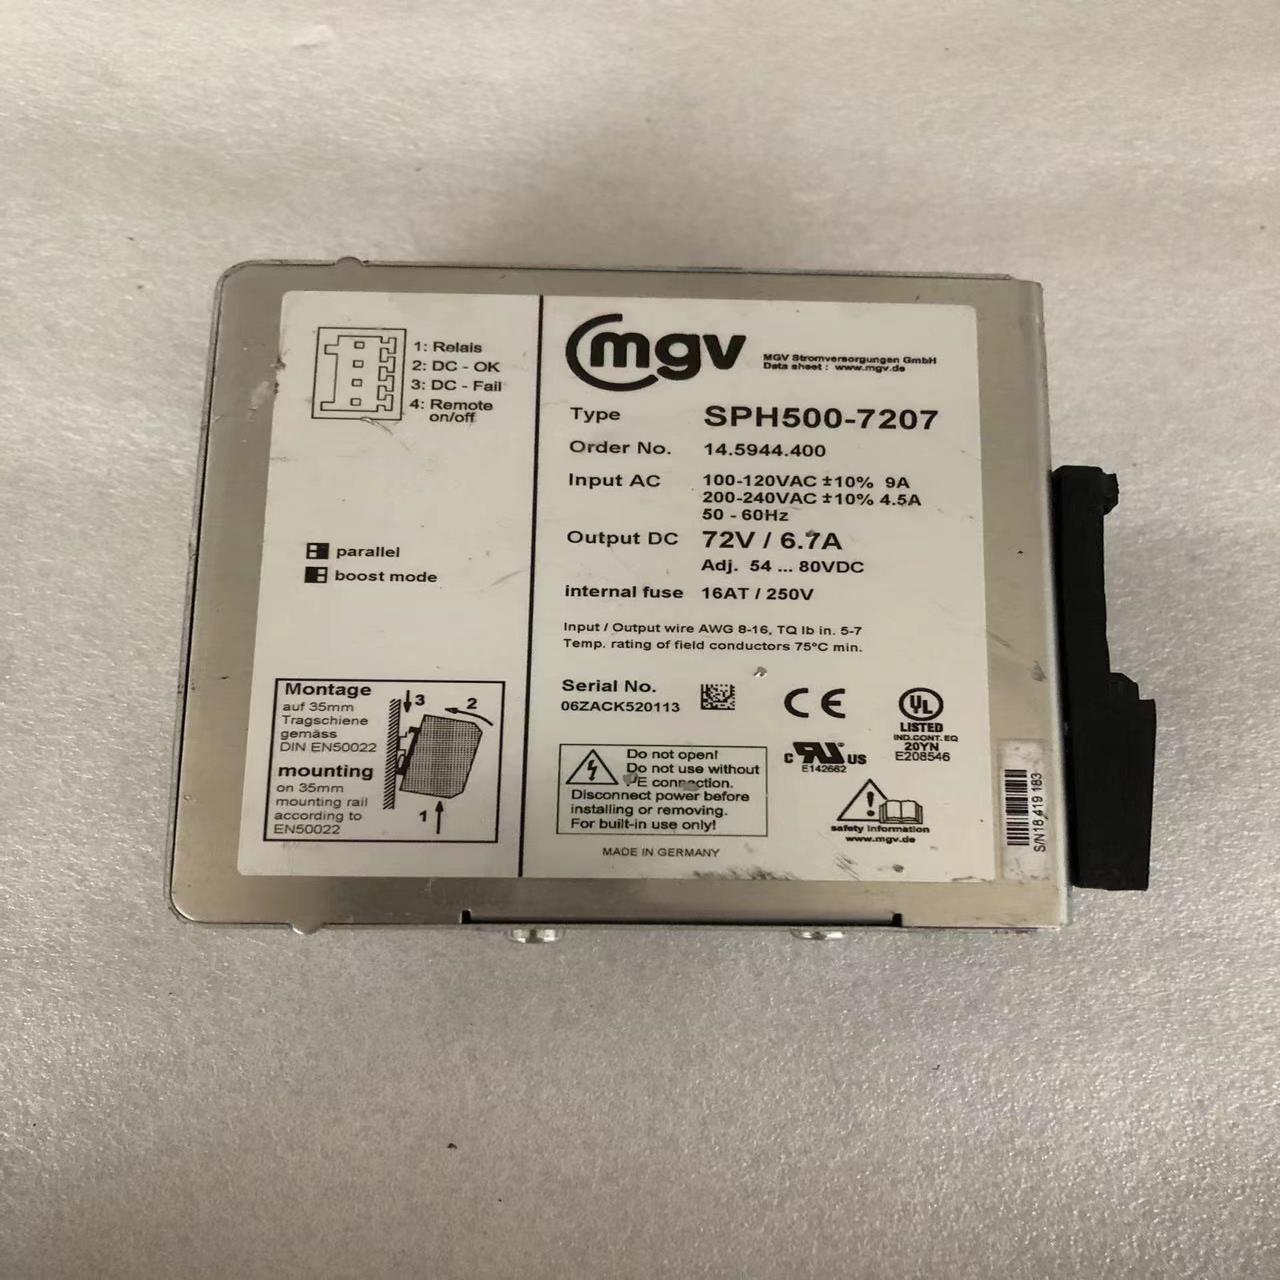 1: Relais
2: DC - OK
3: DC - Fail
4: Remote
on/off
parallel
boost mode
Montage
auf 35mm
Tragschiene
gemäss
DIN EN50022
mounting
on 35mm
mounting rail
according to
EN50022
3
2
1
mgv
MGV Stromversorgungen GmbH
Data sheet : www.mgv.de
Type SPH500-7207
Order No. 14.5944.400
Input AC 100-120VAC ±10% 9A
200-240VAC ±10% 4.5A
50 - 60Hz
Output DC 72V / 6.7A
Adj. 54 ... 80VDC
internal fuse 16AT / 250V
Input / Output wire AWG 8-16, TQ lb in. 5-7
Temp. rating of field conductors 75°C min.
Serial No.
06ZACK520113
CE
UL
LISTED
IND.CONT.EQ
20YN
E208546
c RU US
E142662
Do not open!
Do not use without
PE connection.
Disconnect power before
installing or removing.
For built-in use only!
safety information
www.mgv.de
MADE IN GERMANY
S/N18 419 183